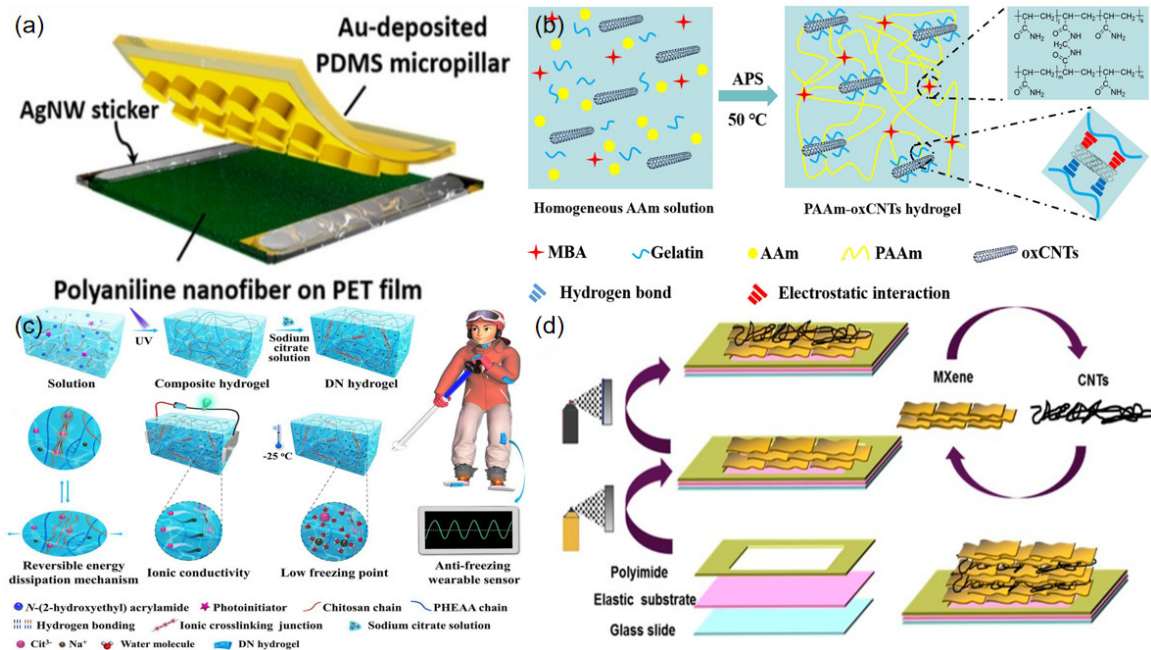 (a)
Au-deposited
PDMS micropillar
AgNW sticker
Polyaniline nanofiber on PET film
(b)
APS
50 °C
Homogeneous AAm solution
PAAm-oxCNTs hydrogel
MBA
Gelatin
AAm
PAAm
oxCNTs
Hydrogen bond
Electrostatic interaction
(c)
UV
Sodium
citrate
solution
Solution
Composite hydrogel
DN hydrogel
-25 °C
Reversible energy
dissipation mechanism
Ionic conductivity
Low freezing point
Anti-freezing
wearable sensor
N-(2-hydroxyethyl) acrylamide
Photoinitiator
Chitosan chain
PHEAA chain
Hydrogen bonding
Ionic crosslinking junction
Sodium citrate solution
Cit³⁻
Na⁺
Water molecule
DN hydrogel
(d)
MXene
CNTs
Polyimide
Elastic substrate
Glass slide